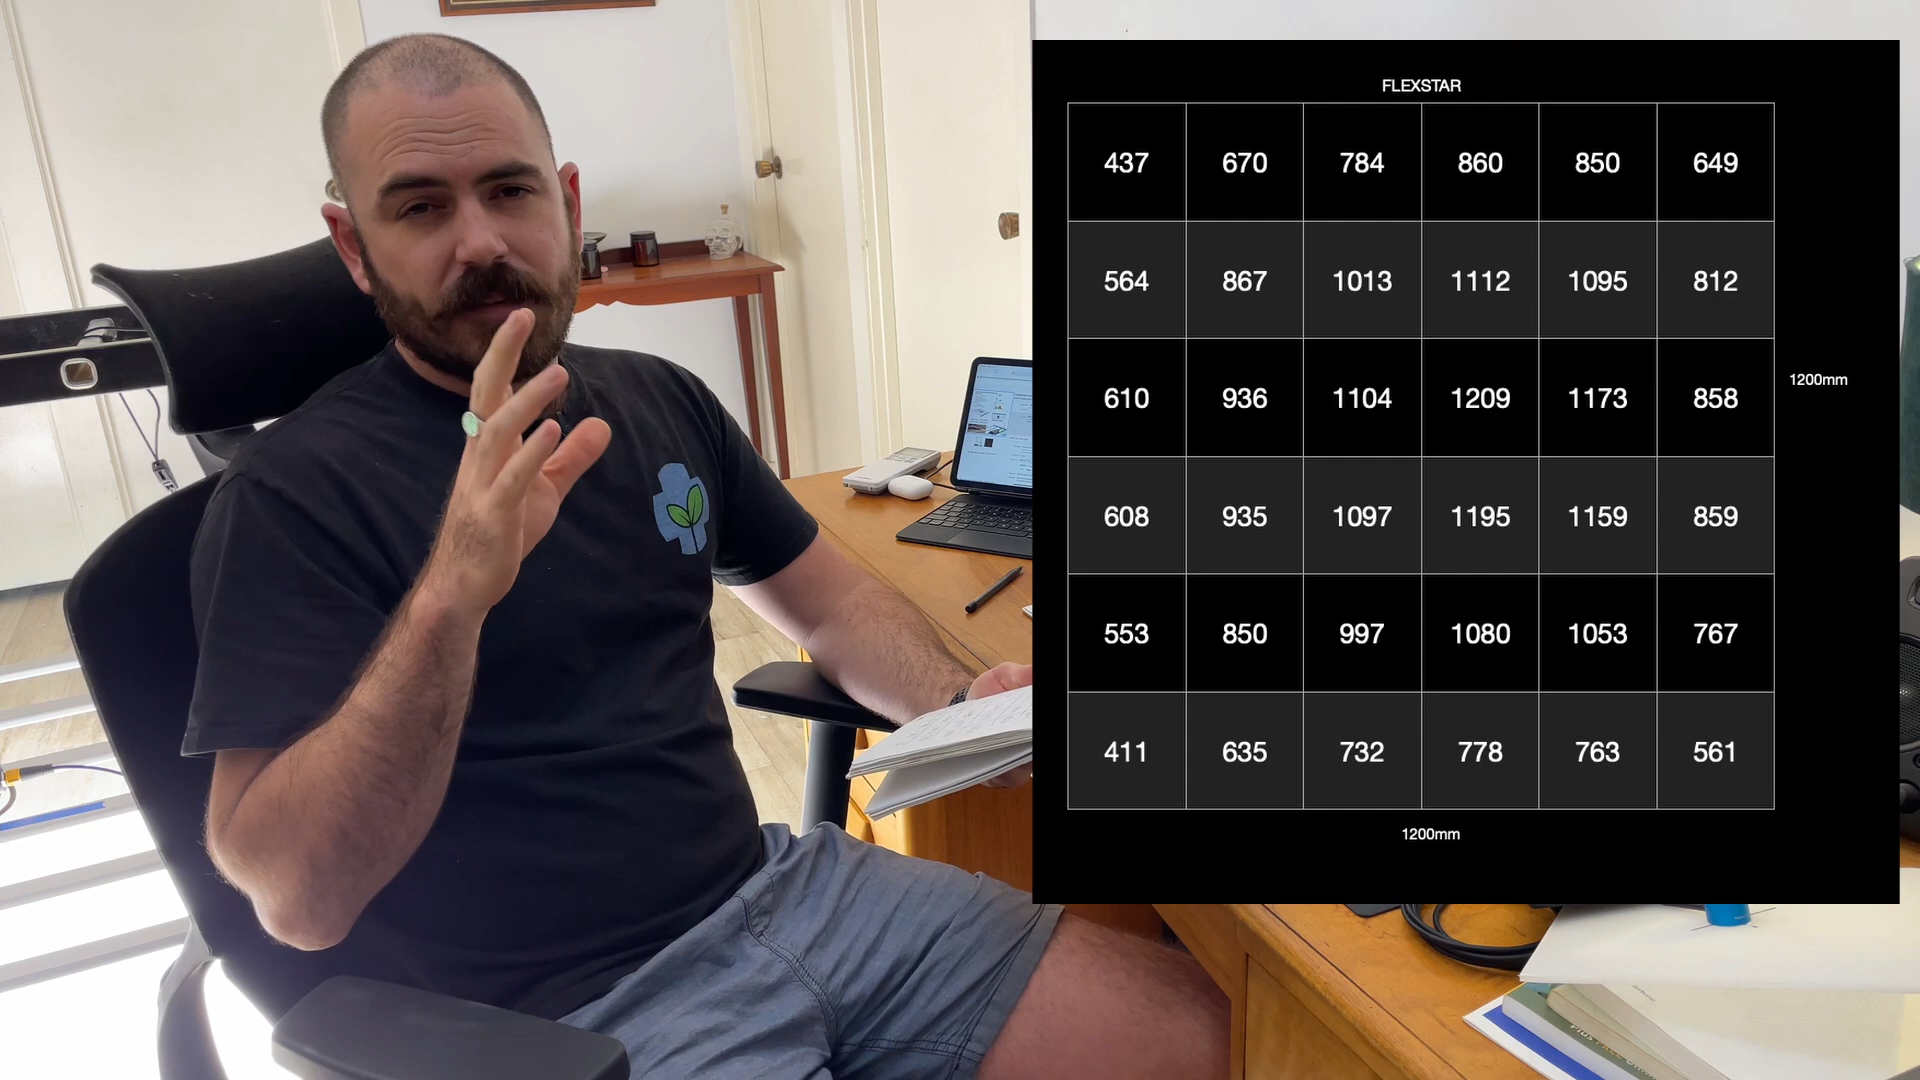 FLEXSTAR
437 670 784 860 850 649
564 867 1013 1112 1095 812
610 936 1104 1209 1173 858
1200mm
608 935 1097 1195 1159 859
553 850 997 1080 1053 767
411 635 732 778 763 561
1200mm